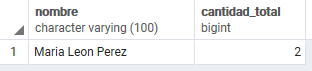 nombre cantidad_total
character varying (100) bigint
1 Maria Leon Perez 2